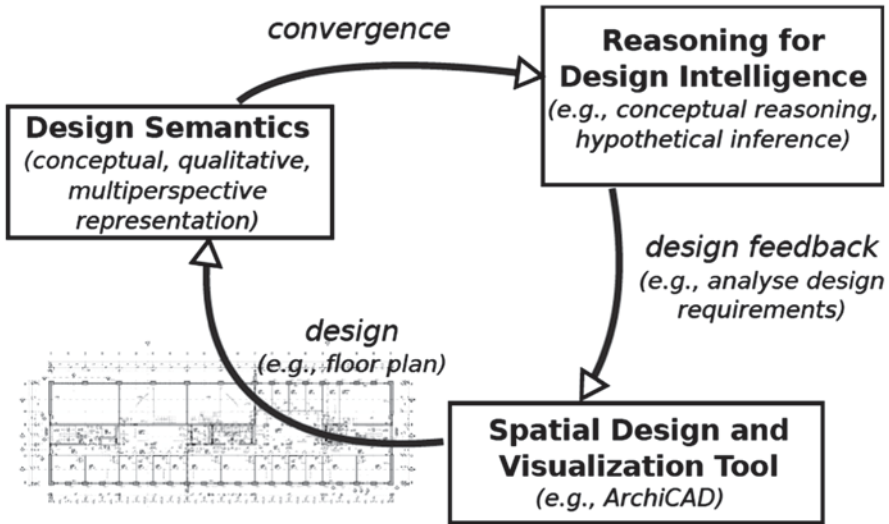 convergence
Reasoning for
Design Intelligence
(e.g., conceptual reasoning,
hypothetical inference)
Design Semantics
(conceptual, qualitative,
multiperspective
representation)
design feedback
(e.g., analyse design
requirements)
design
(e.g., floor plan)
Spatial Design and
Visualization Tool
(e.g., ArchiCAD)